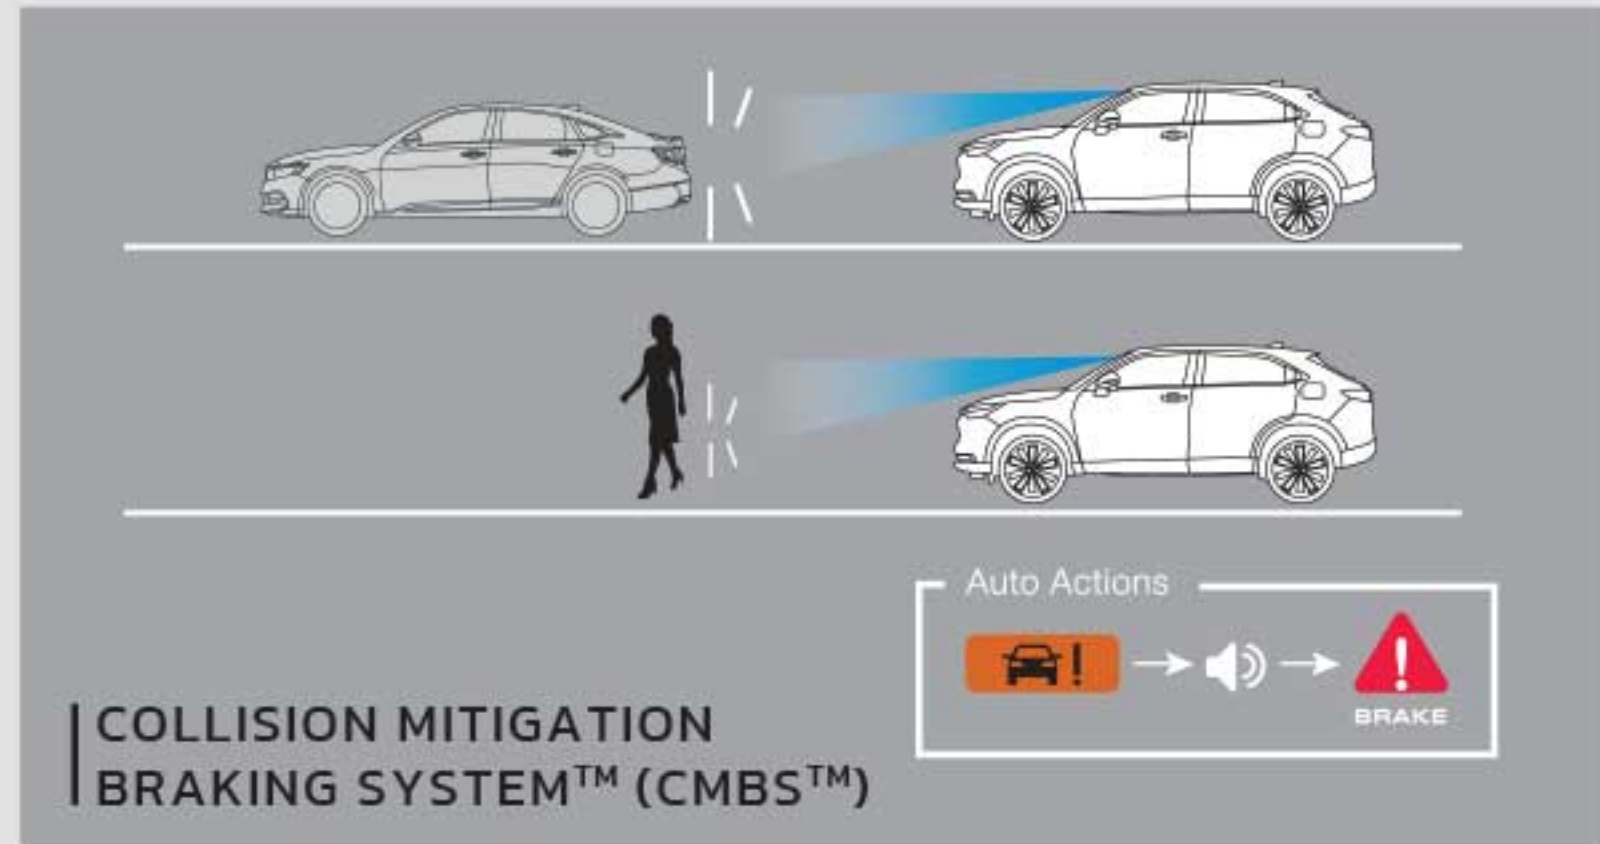 Auto Actions
BRAKE
COLLISION MITIGATION
BRAKING SYSTEM™ (CMBS™)